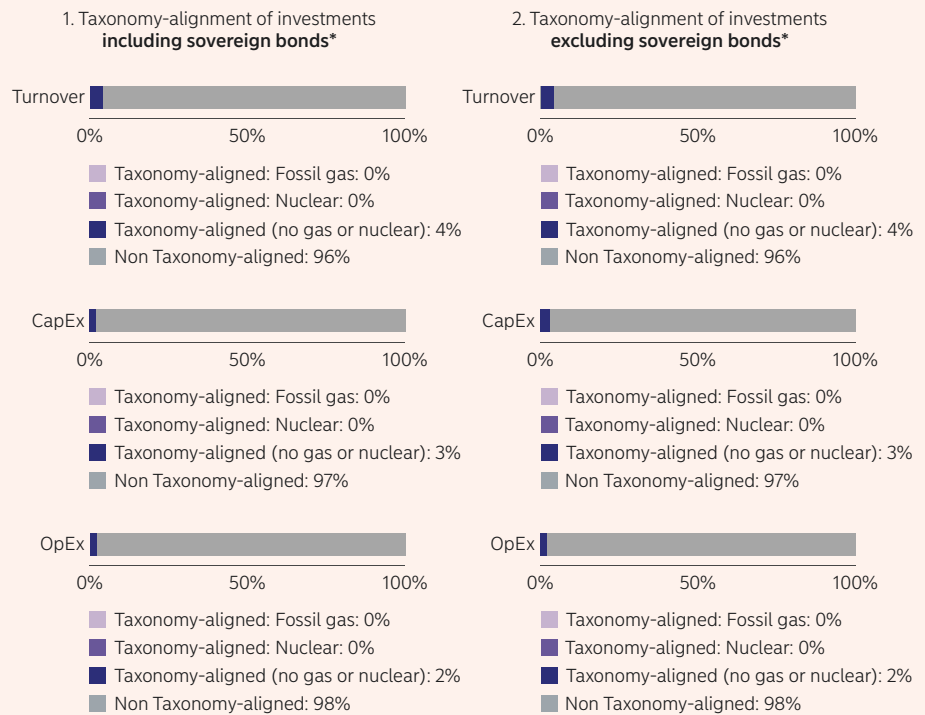 1. Taxonomy-alignment of investments
including sovereign bonds*
Turnover
0% 50% 100%
Taxonomy-aligned: Fossil gas: 0%
Taxonomy-aligned: Nuclear: 0%
Taxonomy-aligned (no gas or nuclear): 4%
Non Taxonomy-aligned: 96%
CapEx
0% 50% 100%
Taxonomy-aligned: Fossil gas: 0%
Taxonomy-aligned: Nuclear: 0%
Taxonomy-aligned (no gas or nuclear): 3%
Non Taxonomy-aligned: 97%
OpEx
0% 50% 100%
Taxonomy-aligned: Fossil gas: 0%
Taxonomy-aligned: Nuclear: 0%
Taxonomy-aligned (no gas or nuclear): 2%
Non Taxonomy-aligned: 98%
2. Taxonomy-alignment of investments
excluding sovereign bonds*
Turnover
0% 50% 100%
Taxonomy-aligned: Fossil gas: 0%
Taxonomy-aligned: Nuclear: 0%
Taxonomy-aligned (no gas or nuclear): 4%
Non Taxonomy-aligned: 96%
CapEx
0% 50% 100%
Taxonomy-aligned: Fossil gas: 0%
Taxonomy-aligned: Nuclear: 0%
Taxonomy-aligned (no gas or nuclear): 3%
Non Taxonomy-aligned: 97%
OpEx
0% 50% 100%
Taxonomy-aligned: Fossil gas: 0%
Taxonomy-aligned: Nuclear: 0%
Taxonomy-aligned (no gas or nuclear): 2%
Non Taxonomy-aligned: 98%